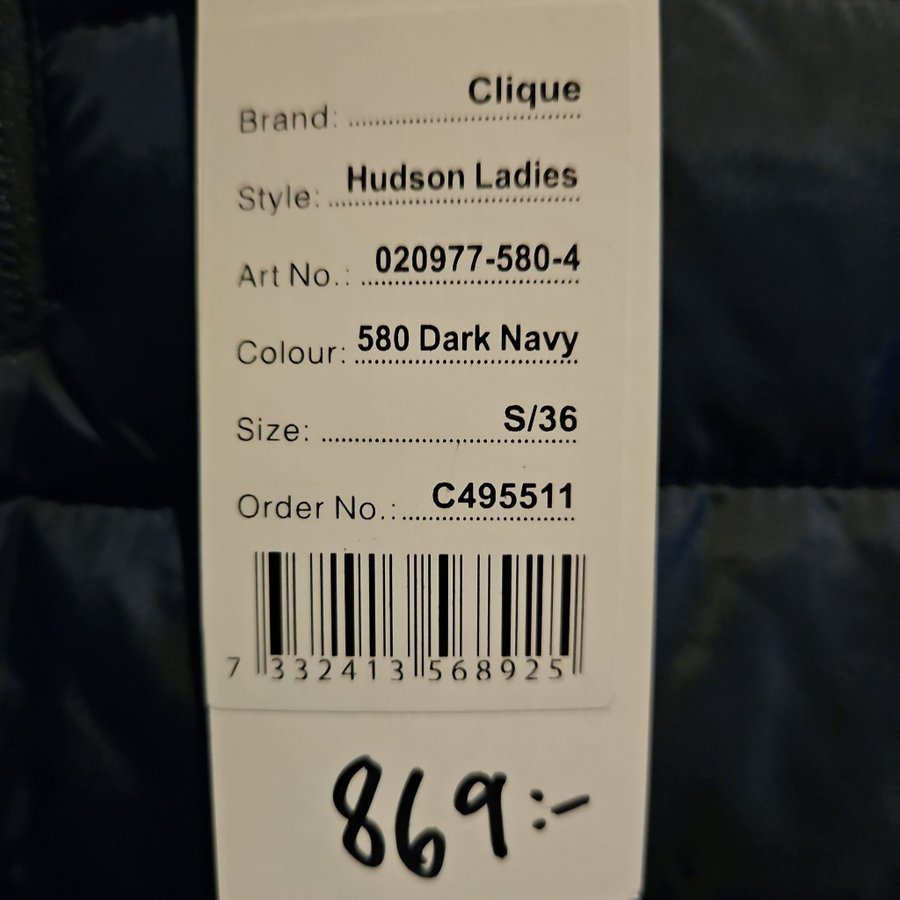 Brand: Clique
Style: Hudson Ladies
Art No.: 020977-580-4
Colour: 580 Dark Navy
Size: S/36
Order No.: C495511
7 332413 568925
869:-